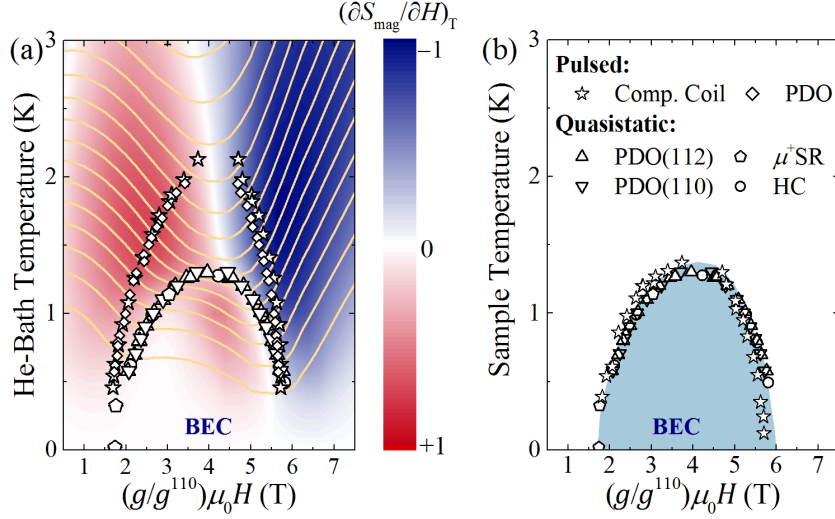 (∂S_mag/∂H)_T
(a)
3
2
1
0
He-Bath Temperature (K)
BEC
1 2 3 4 5 6 7
(g/g^110)μ_0H (T)
−1
0
+1
(b)
3
2
1
0
Sample Temperature (K)
Pulsed:
Comp. Coil PDO
Quasistatic:
PDO(112) μ^+SR
PDO(110) HC
BEC
1 2 3 4 5 6 7
(g/g^110)μ_0H (T)